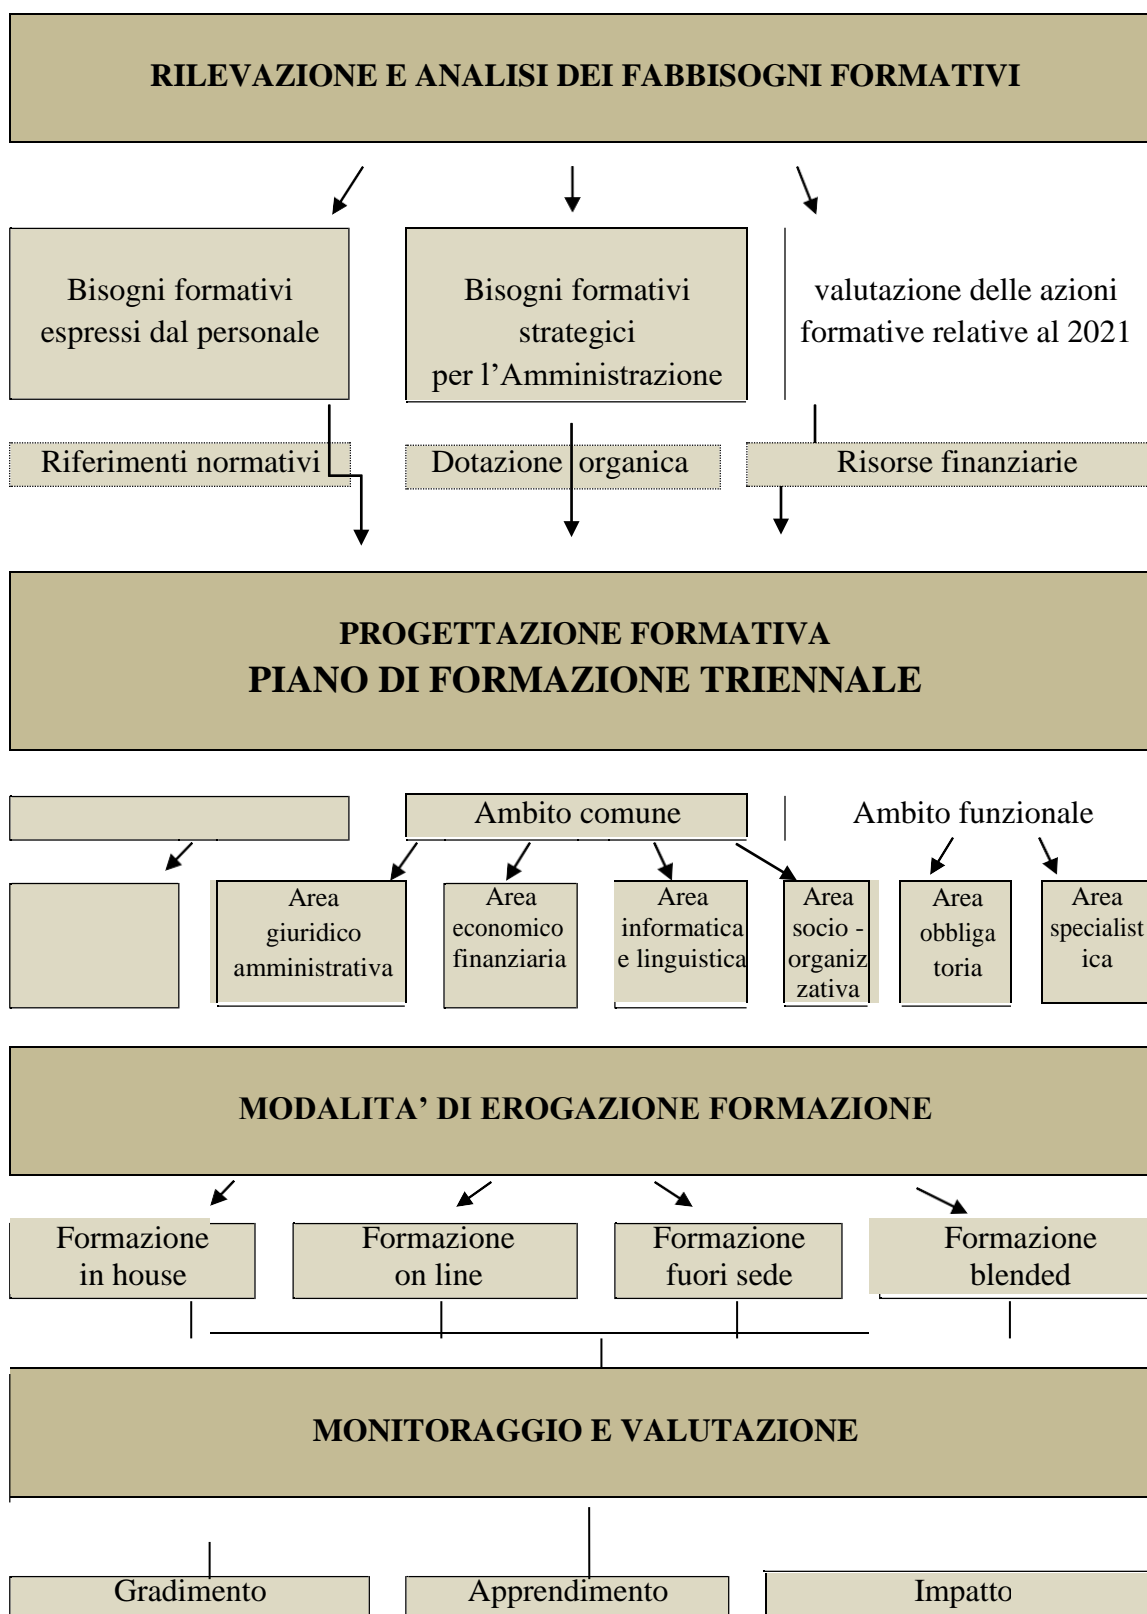 RILEVAZIONE E ANALISI DEI FABBISOGNI FORMATIVI
Bisogni formativi
espressi dal personale
Bisogni formativi
strategici
per l’Amministrazione
valutazione delle azioni
formative relative al 2021
Riferimenti normativi
Dotazione organica
Risorse finanziarie
PROGETTAZIONE FORMATIVA
PIANO DI FORMAZIONE TRIENNALE
Ambito comune
Ambito funzionale
Area
giuridico
amministrativa
Area
economico
finanziaria
Area
informatica
e linguistica
Area
socio -
organiz
zativa
Area
obbliga
toria
Area
specialist
ica
MODALITA’ DI EROGAZIONE FORMAZIONE
Formazione
in house
Formazione
on line
Formazione
fuori sede
Formazione
blended
MONITORAGGIO E VALUTAZIONE
Gradimento
Apprendimento
Impatto